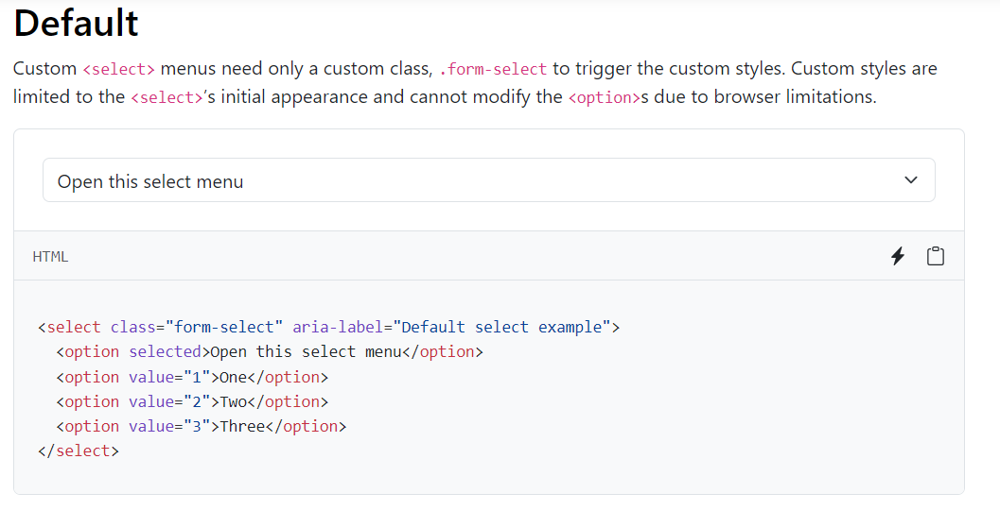 Default
Custom <select> menus need only a custom class, .form-select to trigger the custom styles. Custom styles are
limited to the <select>’s initial appearance and cannot modify the <option>s due to browser limitations.
Open this select menu
HTML
<select class="form-select" aria-label="Default select example">
  <option selected>Open this select menu</option>
  <option value="1">One</option>
  <option value="2">Two</option>
  <option value="3">Three</option>
</select>